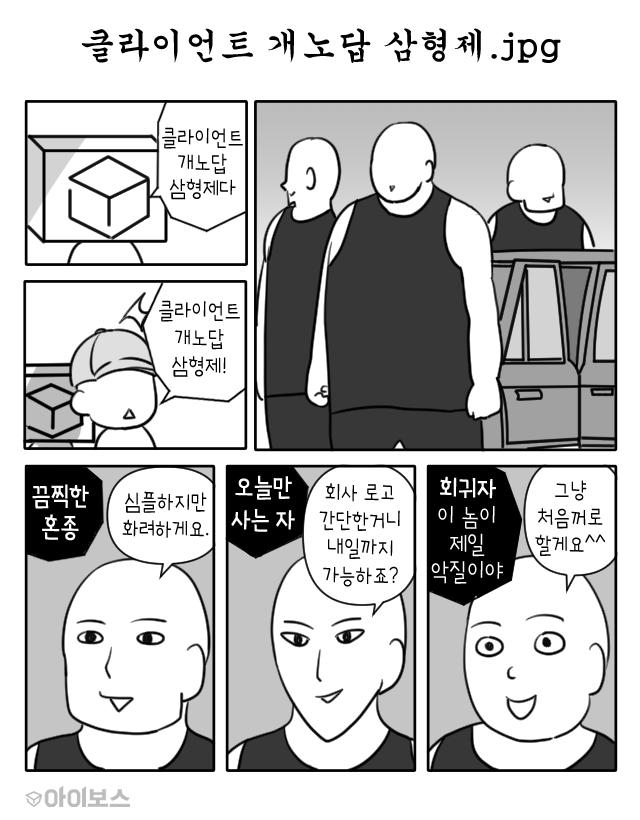 클라이언트 개노답 삼형제.jpg
클라이언트
개노답
삼형제다
클라이언트
개노답
삼형제!
끔찍한
혼종
심플하지만
화려하게요.
오늘만
사는 자
회사 로고
간단한거니
내일까지
가능하죠?
회귀자
이 놈이
제일
악질이야
그냥
처음꺼로
할게요^^
아이보스